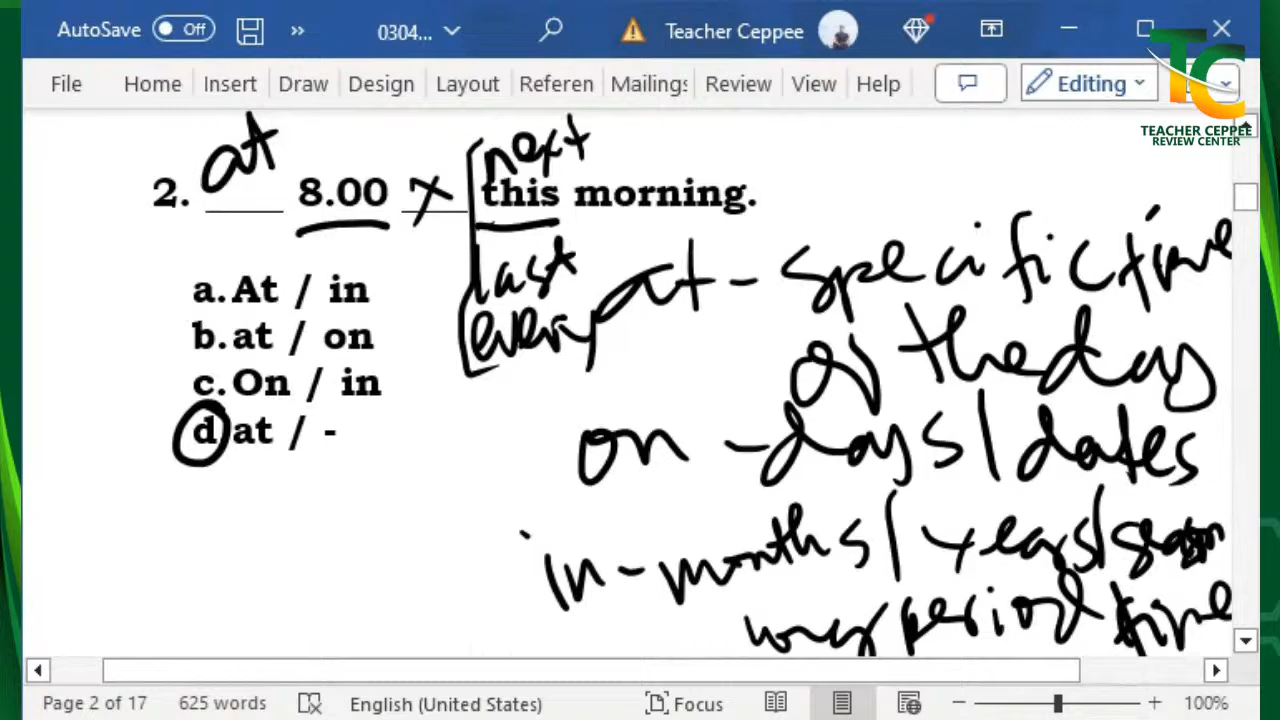 AutoSave Off » 0304... Teacher Ceppee
File Home Insert Draw Design Layout Referen Mailings Review View Help Editing
TC
TEACHER CEPPEE
REVIEW CENTER
next
2. at 8.00 x this morning.
last
every
a. At / in
b. at / on
c. On / in
d. at / -
at - specific time
of the day
on - days / dates
in - months / years / season
period time
Page 2 of 17 625 words English (United States) Focus 100%